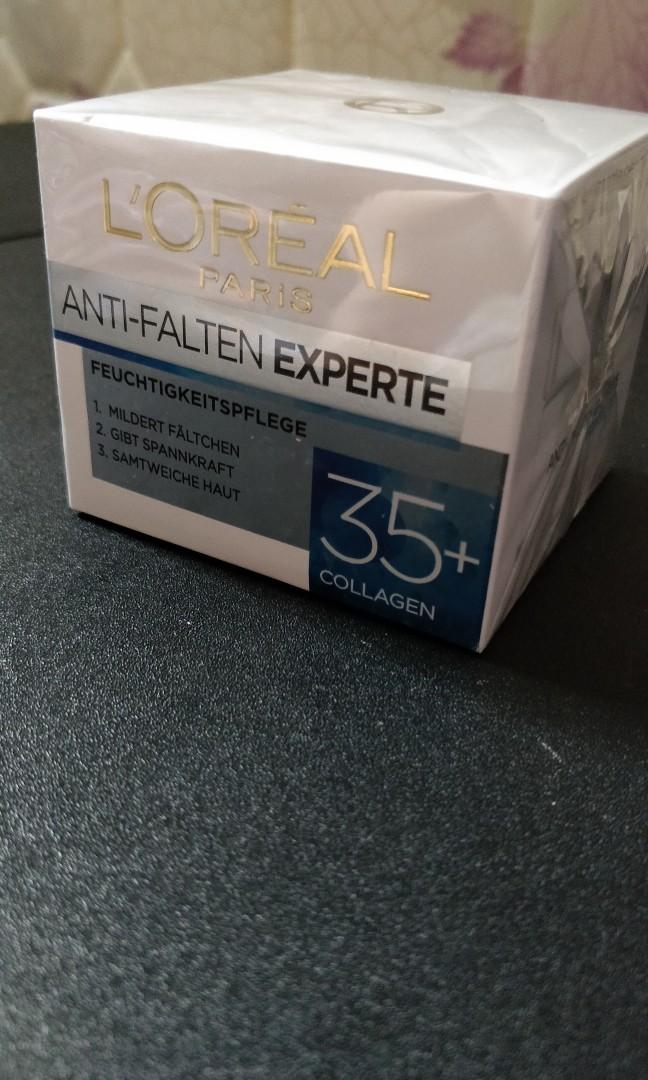 L'ORÉAL
PARIS
ANTI-FALTEN EXPERTE
FEUCHTIGKEITSPFLEGE
1. MILDERT FÄLTCHEN
2. GIBT SPANNKRAFT
3. SAMTWEICHE HAUT
35+
COLLAGEN